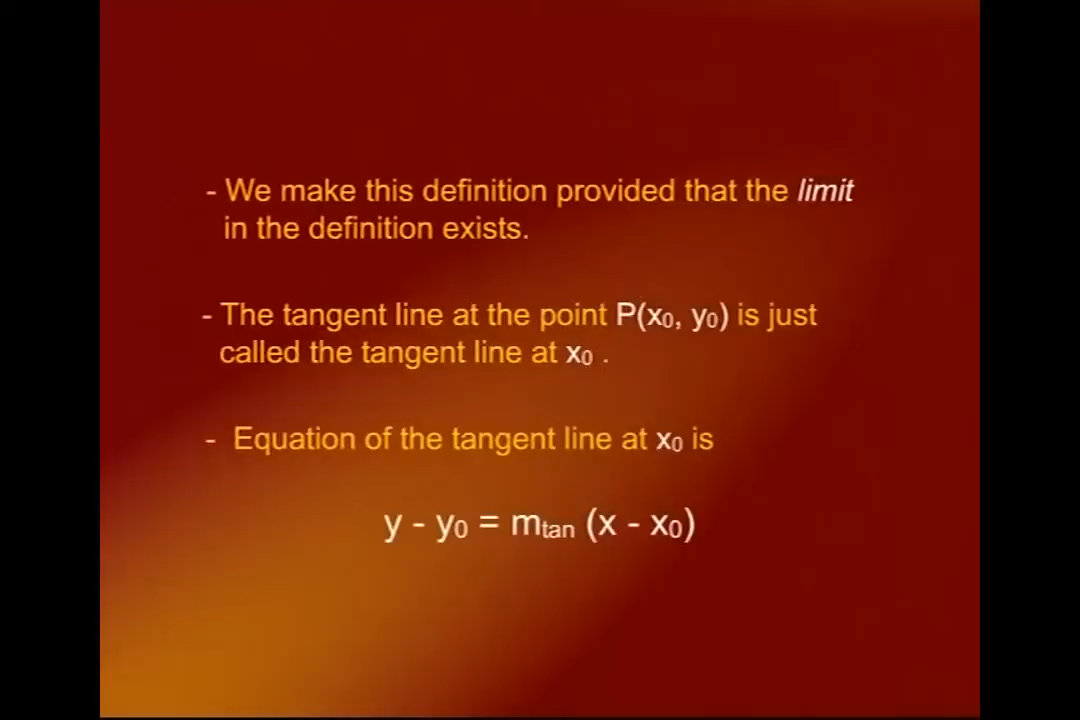 - We make this definition provided that the limit
in the definition exists.
- The tangent line at the point P(x₀, y₀) is just
called the tangent line at x₀ .
- Equation of the tangent line at x₀ is
y - y₀ = mtan (x - x₀)